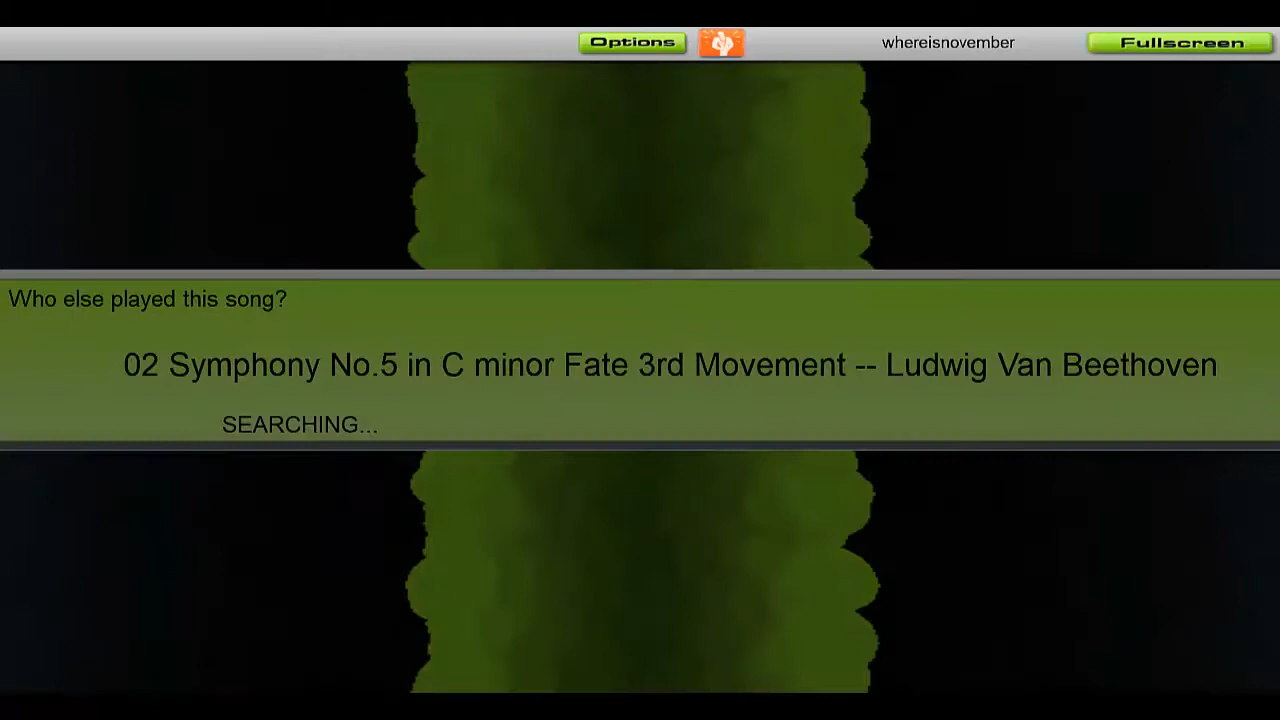 Options
whereisnovember
Fullscreen
Who else played this song?
02 Symphony No.5 in C minor Fate 3rd Movement -- Ludwig Van Beethoven
SEARCHING...